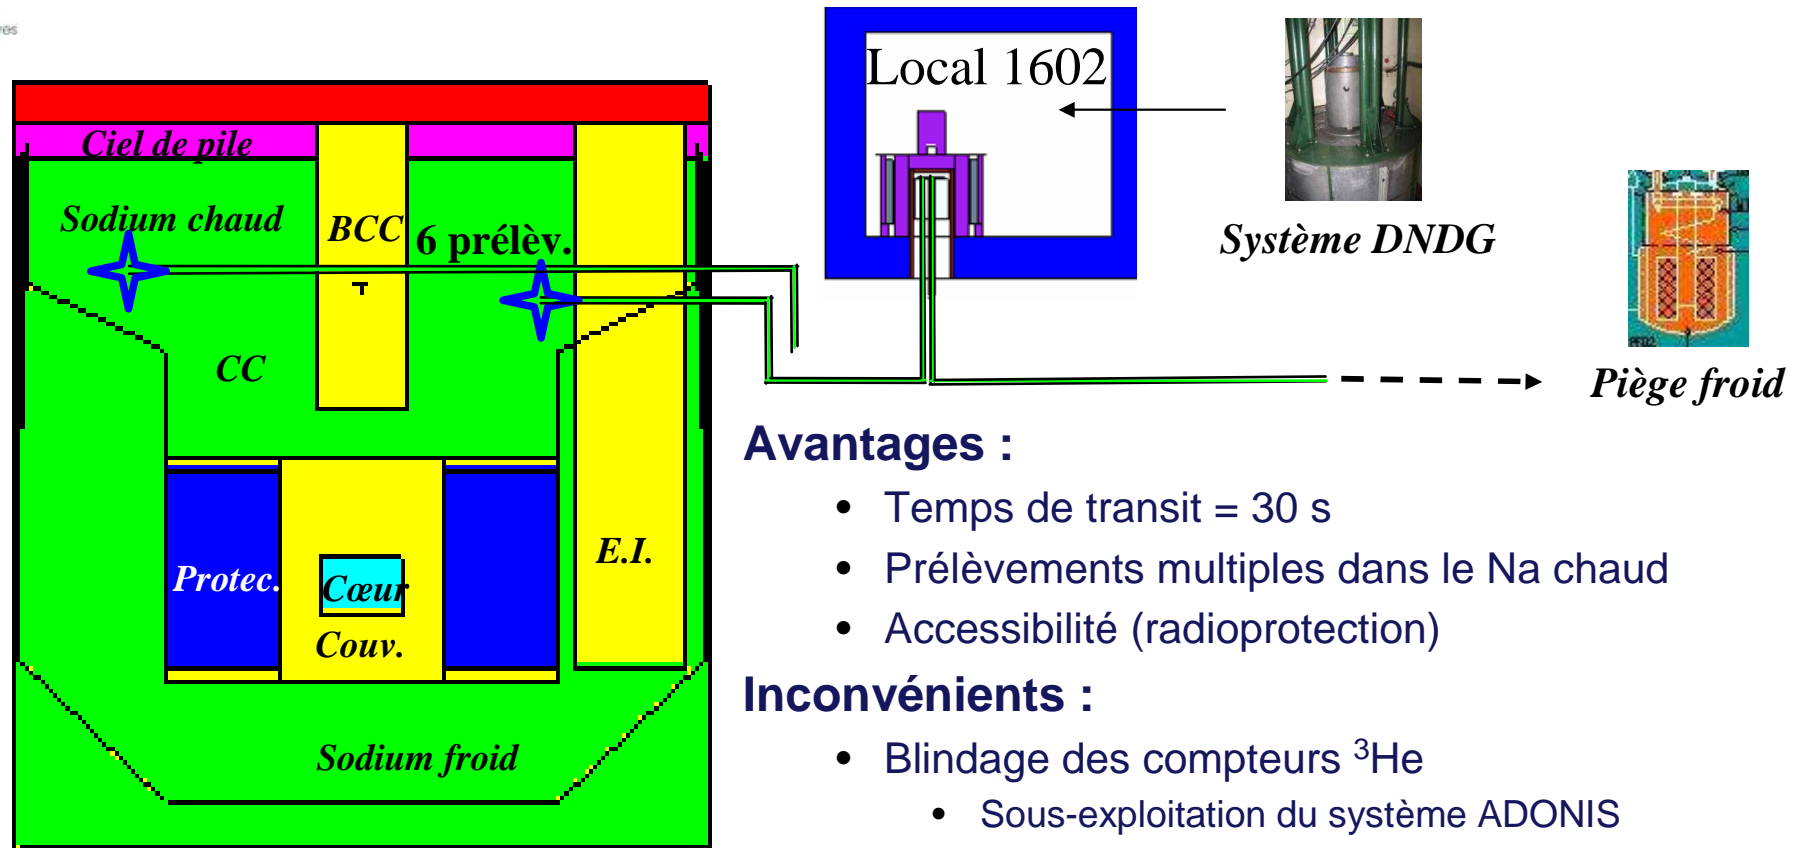 Local 1602
Ciel de pile
Sodium chaud
BCC
6 prélèv.
Système DNDG
CC
Piège froid
Avantages :
• Temps de transit = 30 s
• Prélèvements multiples dans le Na chaud
• Accessibilité (radioprotection)
E.I.
Protec.
Cœur
Couv.
Inconvénients :
• Blindage des compteurs ³He
• Sous-exploitation du système ADONIS
Sodium froid